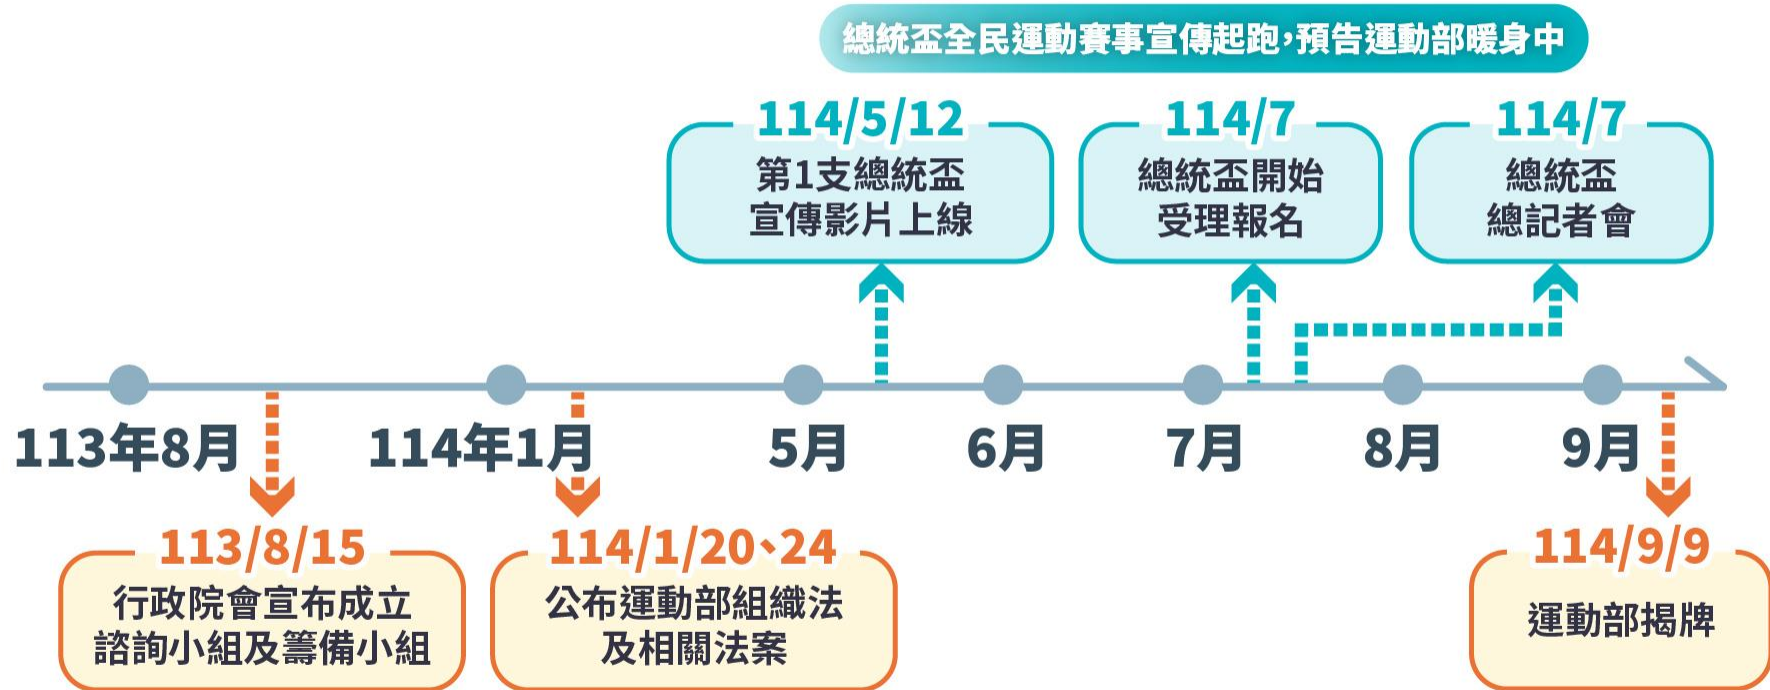 總統盃全民運動賽事宣傳起跑,預告運動部暖身中
114/5/12
第1支總統盃
宣傳影片上線
114/7
總統盃開始
受理報名
114/7
總統盃
總記者會
113年8月
114年1月
5月
6月
7月
8月
9月
113/8/15
行政院會宣布成立
諮詢小組及籌備小組
114/1/20、24
公布運動部組織法
及相關法案
114/9/9
運動部揭牌